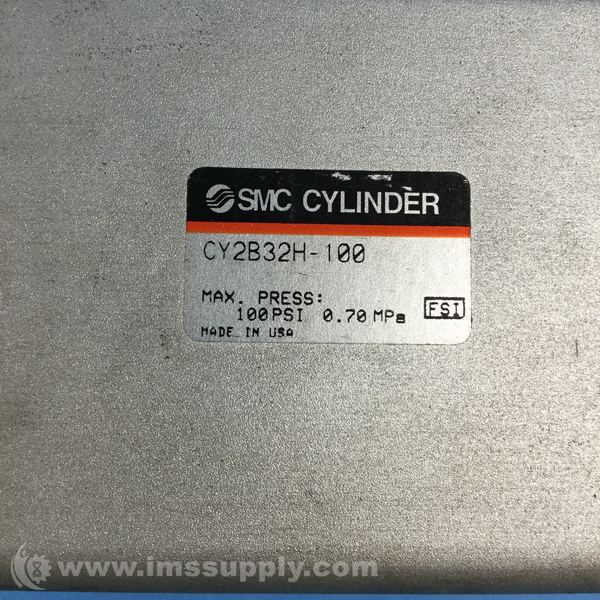 SMC CYLINDER
CY2B32H-100
MAX. PRESS:
100PSI 0.70 MPa FSI
MADE IN USA
www.imssupply.com